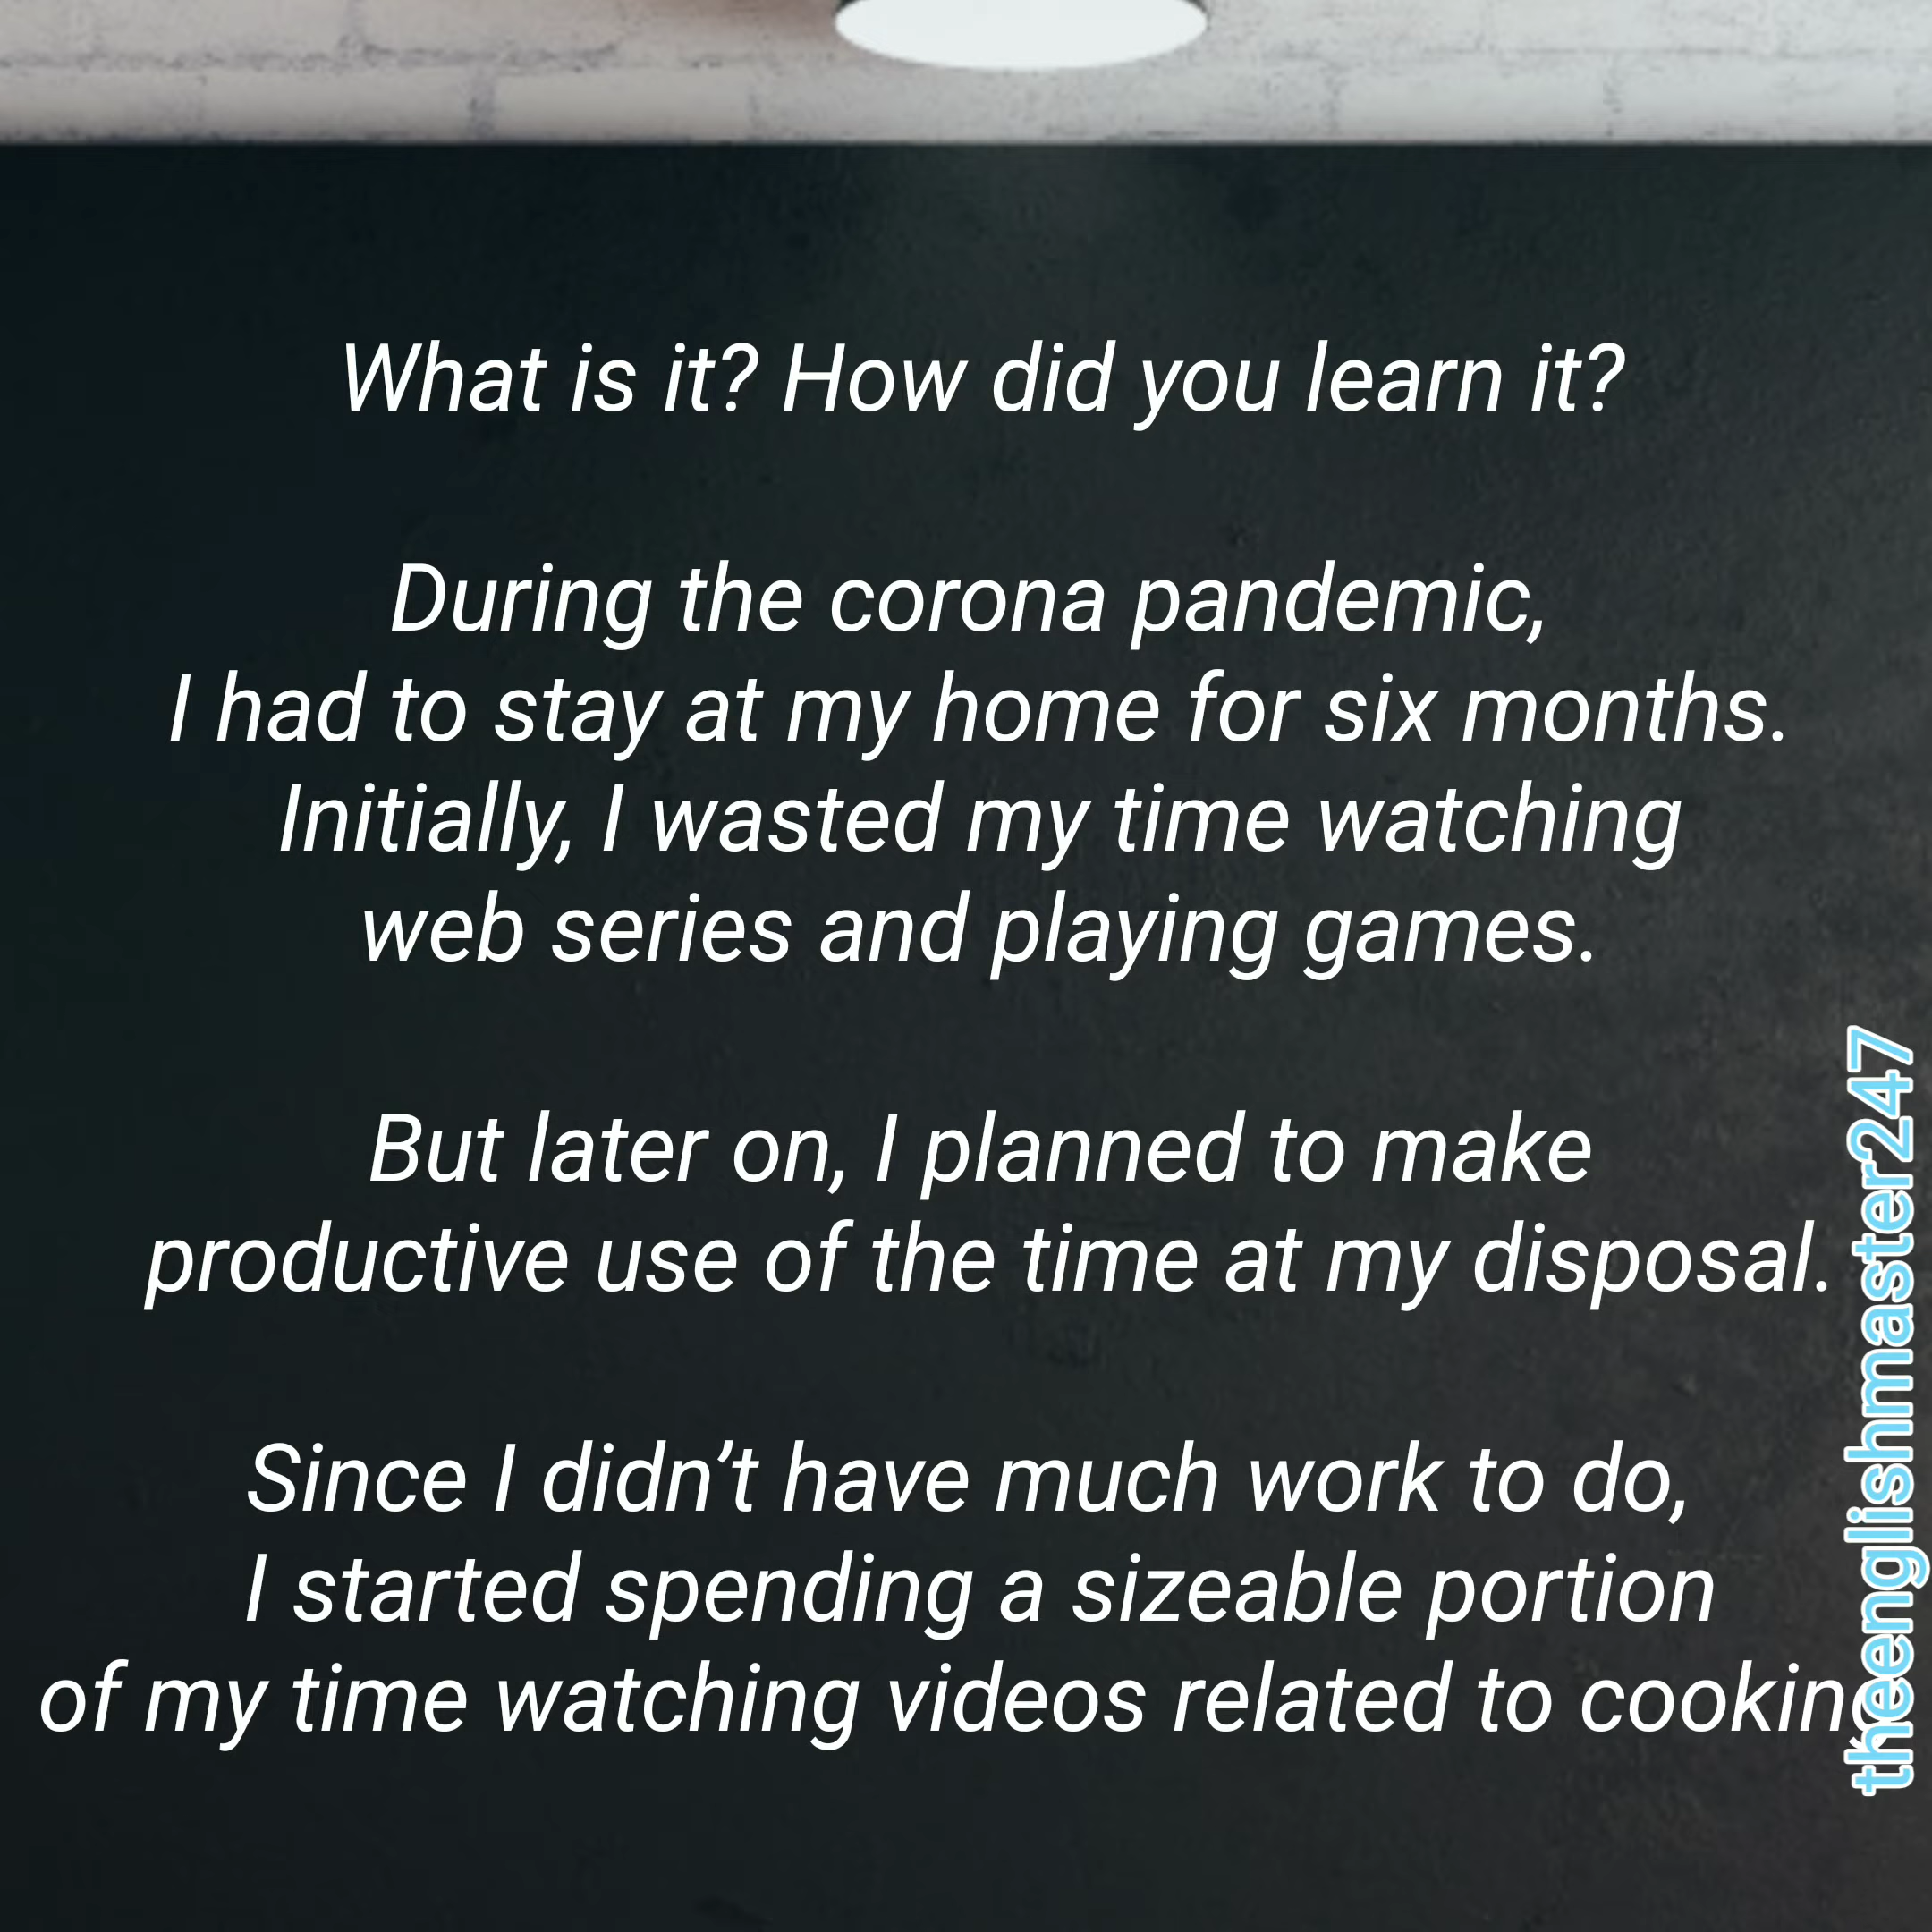 What is it? How did you learn it?
During the corona pandemic,
I had to stay at my home for six months.
Initially, I wasted my time watching
web series and playing games.
But later on, I planned to make
productive use of the time at my disposal.
Since I didn’t have much work to do,
I started spending a sizeable portion
of my time watching videos related to cooking
theenglishmaster247